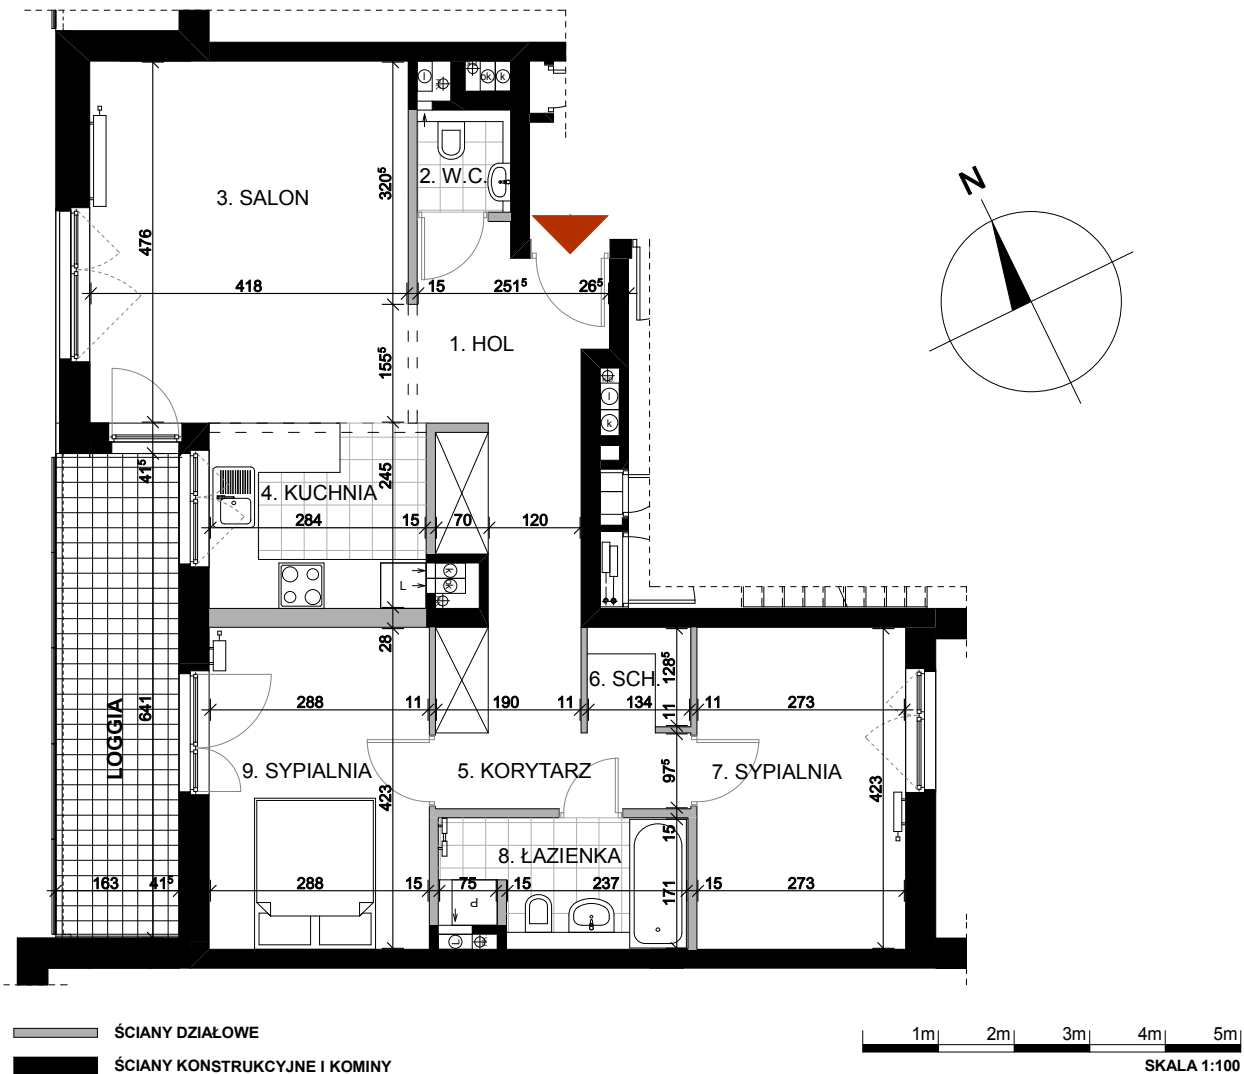 l
ok
k
2. W.C.
3. SALON
320⁵
N
476
418
15
251⁵
26⁵
1. HOL
155⁵
l
k
41⁵
245
4. KUCHNIA
284
15
70
120
L
k
k
28
6. SCH.
128⁵
LOGGIA
641
288
11
190
11
134
11
11
273
9. SYPIALNIA
5. KORYTARZ
97⁵
7. SYPIALNIA
423
423
15
8. ŁAZIENKA
163
41⁵
288
15
75
15
237
171
15
273
P
L
ŚCIANY DZIAŁOWE
1m
2m
3m
4m
5m
ŚCIANY KONSTRUKCYJNE I KOMINY
SKALA 1:100